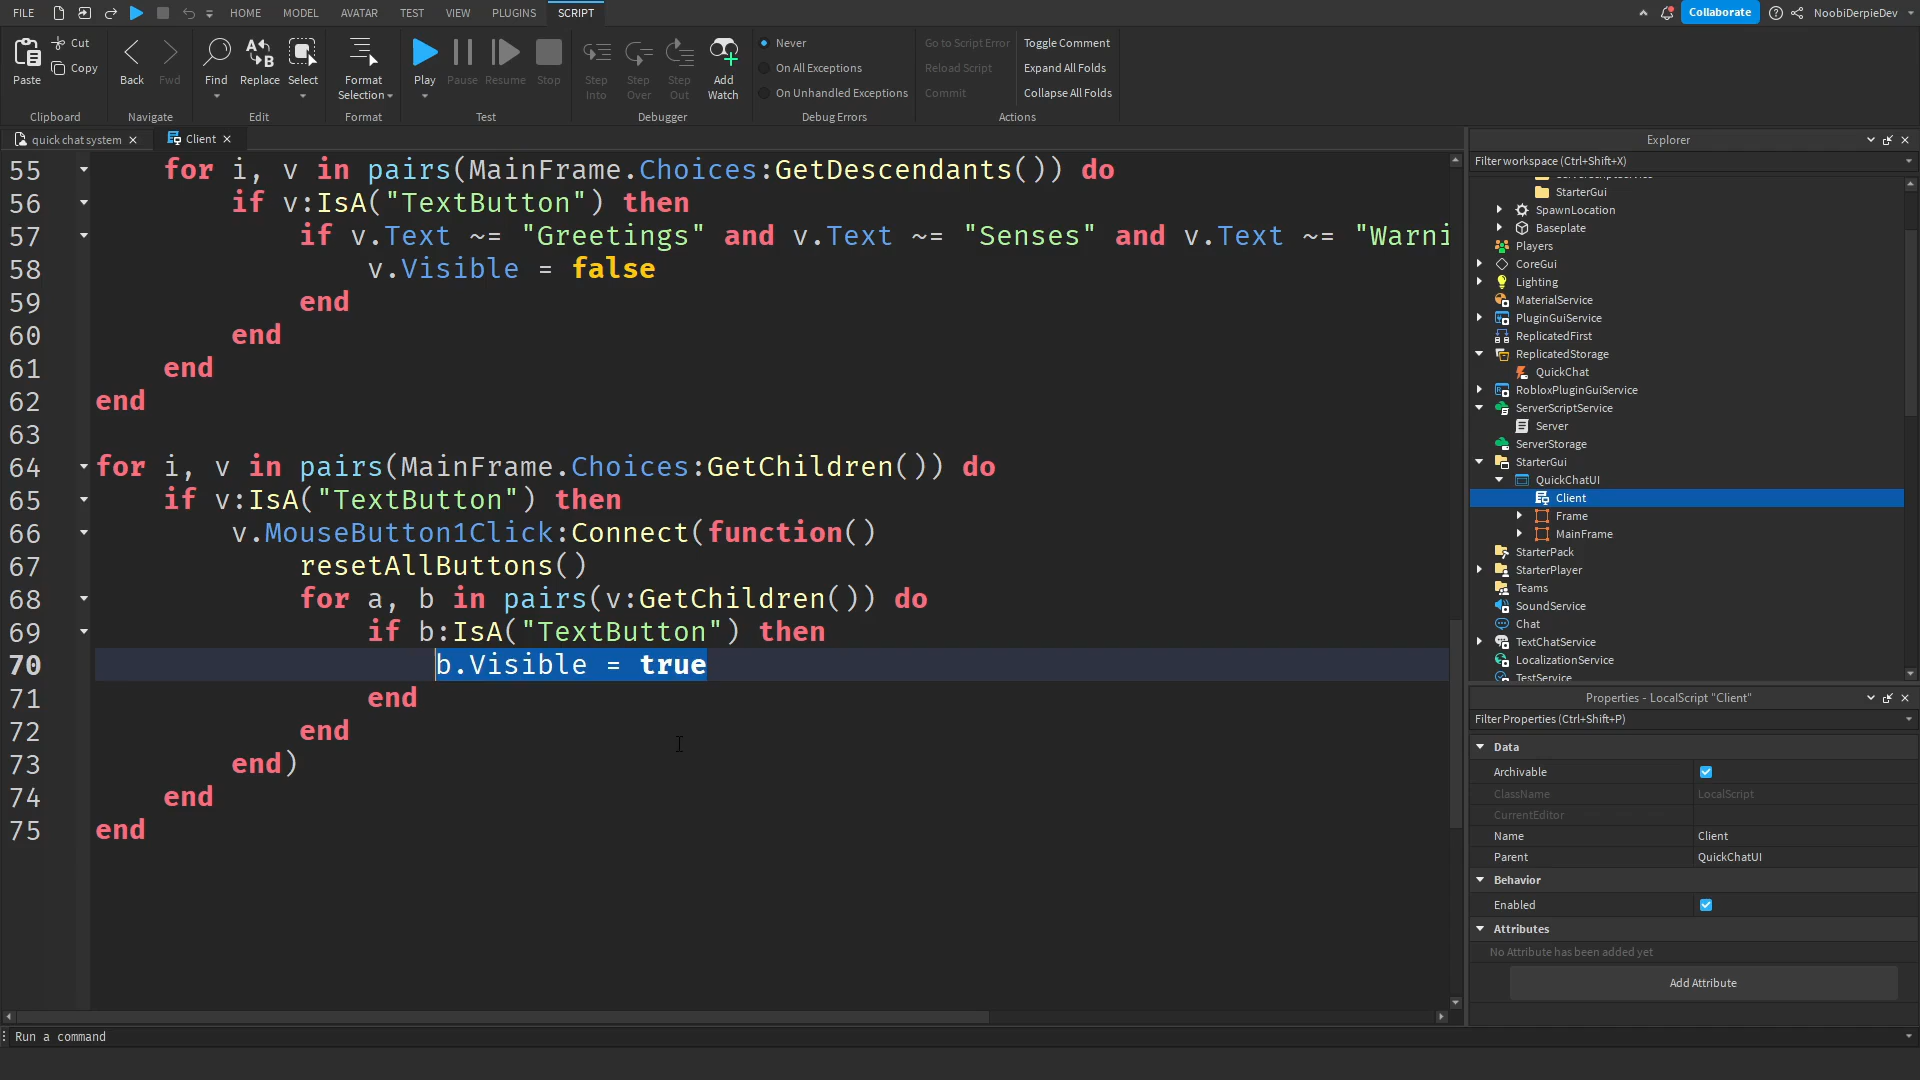 FILE HOME MODEL AVATAR TEST VIEW PLUGINS SCRIPT Collaborate NoobiDerpieDev
Paste Cut Copy Back Fwd Find Replace Select Format Selection Play Pause Resume Stop Step Into Step Over Step Out Add Watch Never On All Exceptions On Unhandled Exceptions Go to Script Error Reload Script Commit Toggle Comment Expand All Folds Collapse All Folds
Clipboard Navigate Edit Format Test Debugger Debug Errors Actions
quick chat system Client
55 for i, v in pairs(MainFrame.Choices:GetDescendants()) do
56 if v:IsA("TextButton") then
57 if v.Text ~= "Greetings" and v.Text ~= "Senses" and v.Text ~= "Warni
58 v.Visible = false
59 end
60 end
61 end
62 end
63
64 for i, v in pairs(MainFrame.Choices:GetChildren()) do
65 if v:IsA("TextButton") then
66 v.MouseButton1Click:Connect(function()
67 resetAllButtons()
68 for a, b in pairs(v:GetChildren()) do
69 if b:IsA("TextButton") then
70 b.Visible = true
71 end
72 end
73 end)
74 end
75 end
Run a command
Explorer
Filter workspace (Ctrl+Shift+X)
StarterGui
SpawnLocation
Baseplate
Players
CoreGui
Lighting
MaterialService
PluginGuiService
ReplicatedFirst
ReplicatedStorage
QuickChat
RobloxPluginGuiService
ServerScriptService
Server
ServerStorage
StarterGui
QuickChatUI
Client
Frame
MainFrame
StarterPack
StarterPlayer
Teams
SoundService
Chat
TextChatService
LocalizationService
TestService
Properties - LocalScript "Client"
Filter Properties (Ctrl+Shift+P)
Data
Archivable
ClassName LocalScript
CurrentEditor
Name Client
Parent QuickChatUI
Behavior
Enabled
Attributes
No Attribute has been added yet
Add Attribute